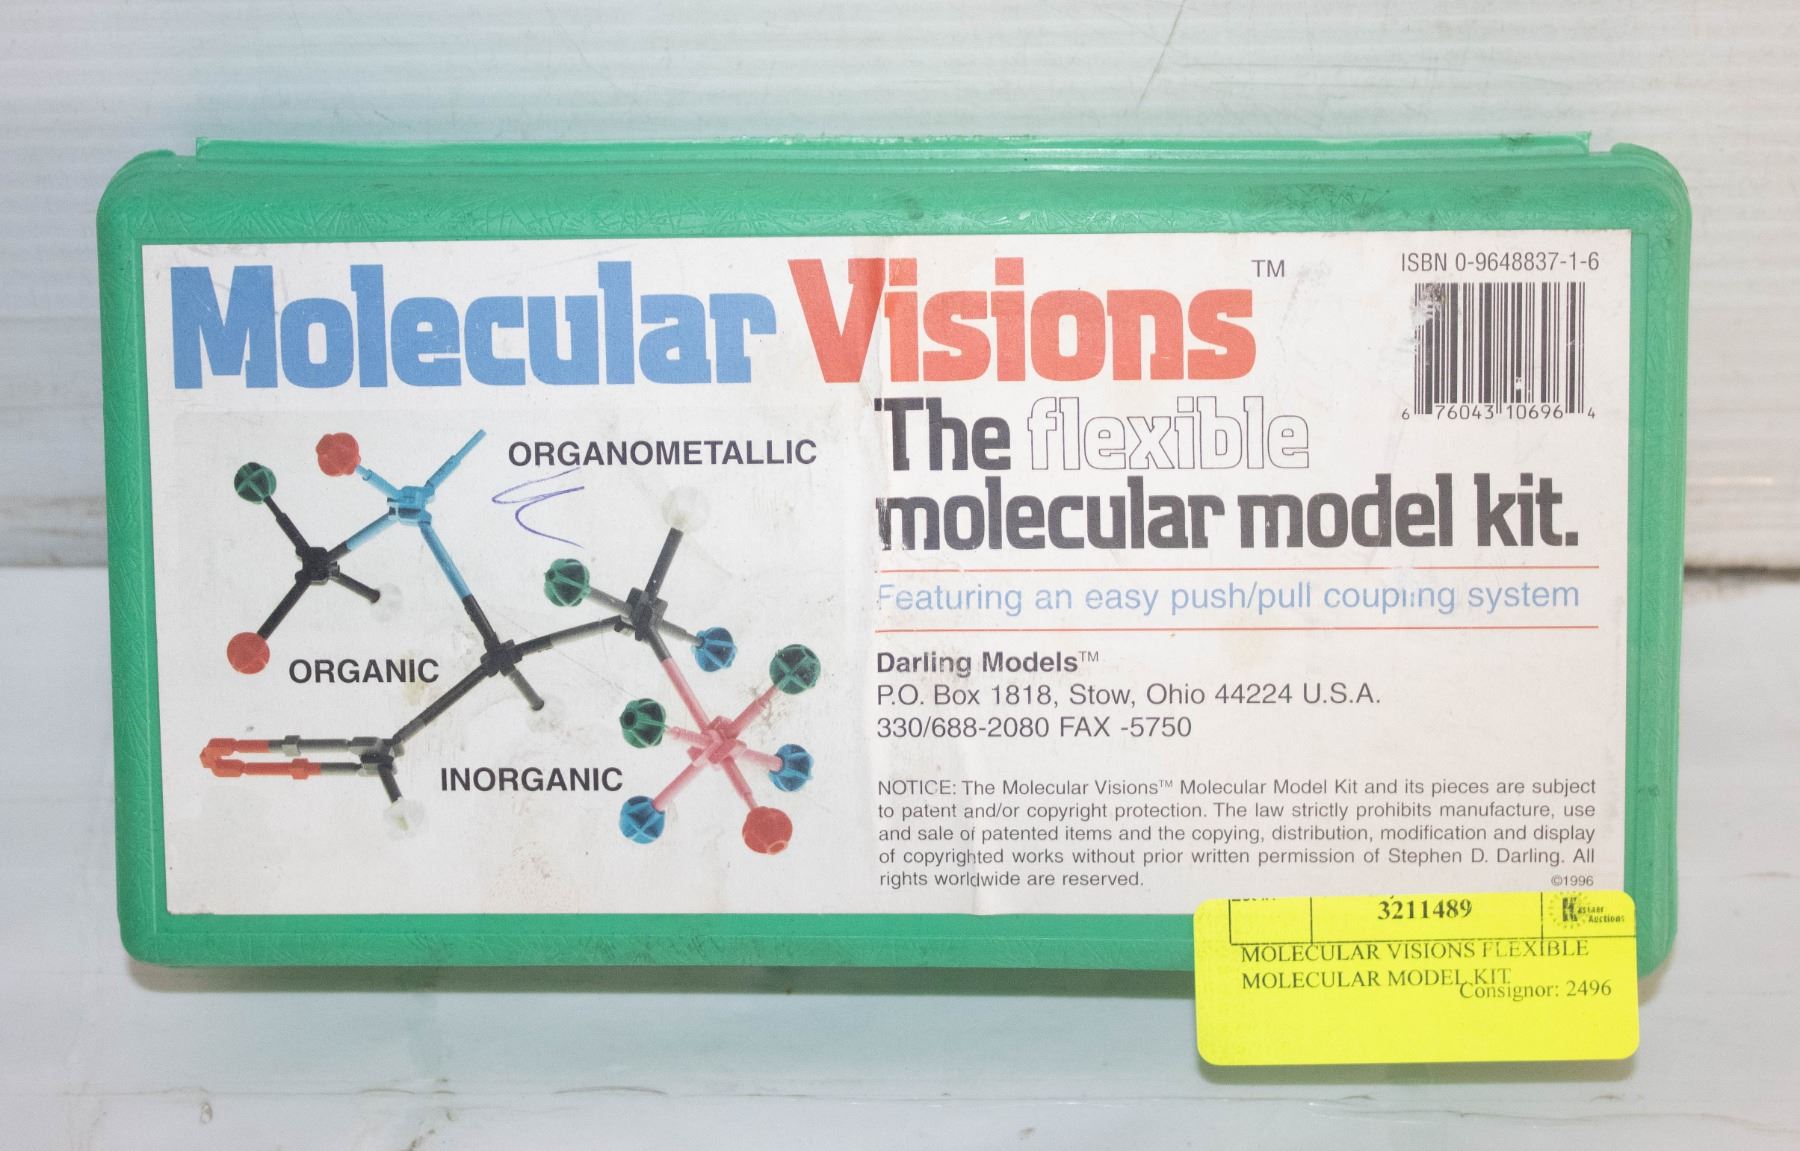 Molecular Visions™
ISBN 0-9648837-1-6
6 76043 10696 4
The flexible
molecular model kit.
Featuring an easy push/pull coupling system
Darling Models™
P.O. Box 1818, Stow, Ohio 44224 U.S.A.
330/688-2080 FAX -5750
NOTICE: The Molecular Visions™ Molecular Model Kit and its pieces are subject
to patent and/or copyright protection. The law strictly prohibits manufacture, use
and sale of patented items and the copying, distribution, modification and display
of copyrighted works without prior written permission of Stephen D. Darling. All
rights worldwide are reserved.
©1996
ORGANOMETALLIC
ORGANIC
INORGANIC
3211489
Kastner
Auctions
MOLECULAR VISIONS FLEXIBLE
MOLECULAR MODEL KIT
Consignor: 2496